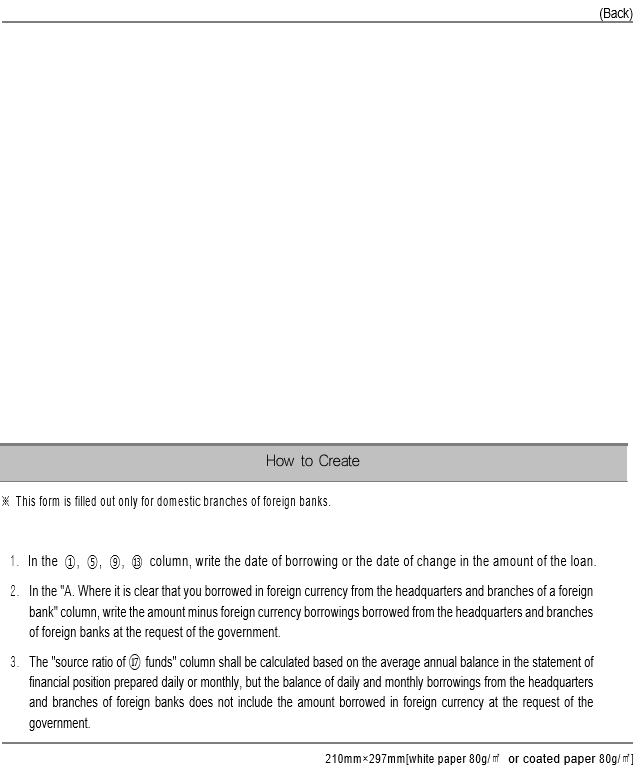 (Back)
How to Create
※ This form is filled out only for domestic branches of foreign banks.
1. In the ①, ⑤, ⑨, ⑬ column, write the date of borrowing or the date of change in the amount of the loan.
2. In the "A. Where it is clear that you borrowed in foreign currency from the headquarters and branches of a foreign
bank" column, write the amount minus foreign currency borrowings borrowed from the headquarters and branches
of foreign banks at the request of the government.
3. The "source ratio of ⑰ funds" column shall be calculated based on the average annual balance in the statement of
financial position prepared daily or monthly, but the balance of daily and monthly borrowings from the headquarters
and branches of foreign banks does not include the amount borrowed in foreign currency at the request of the
government.
210mm×297mm[white paper 80g/㎡ or coated paper 80g/㎡]